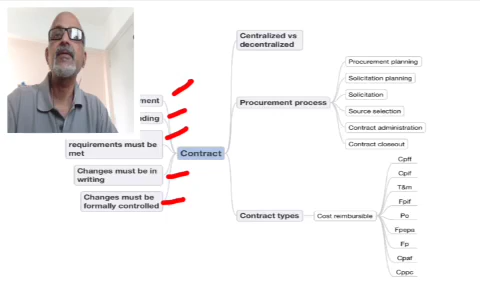 Centralized vs
decentralized
Procurement process
Procurement planning
Solicitation planning
Solicitation
Source selection
Contract administration
Contract closeout
Contract
requirements must be
met
Changes must be in
writing
Changes must be
formally controlled
Contract types
Cost reimbursible
Cpff
Cpif
T&m
Fpif
Po
Fpepa
Fp
Cpaf
Cppc